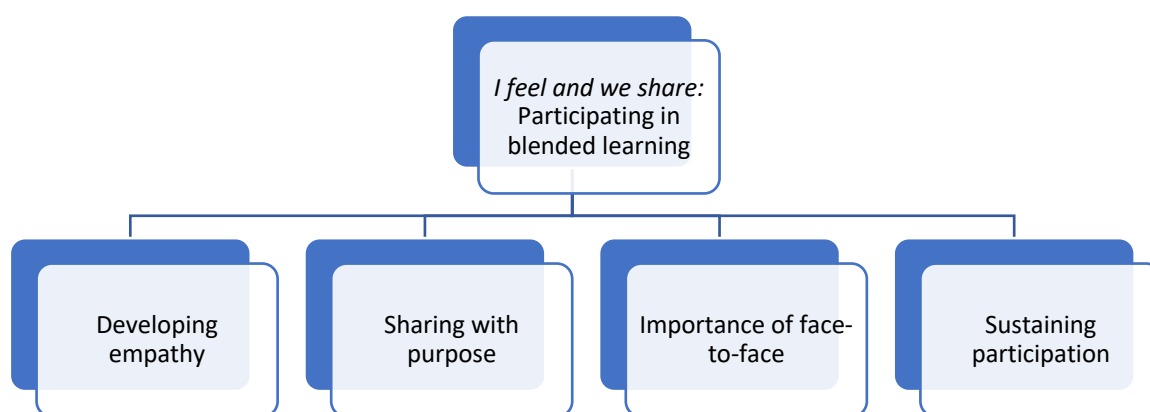 I feel and we share:
Participating in
blended learning
Developing
empathy
Sharing with
purpose
Importance of face-
to-face
Sustaining
participation